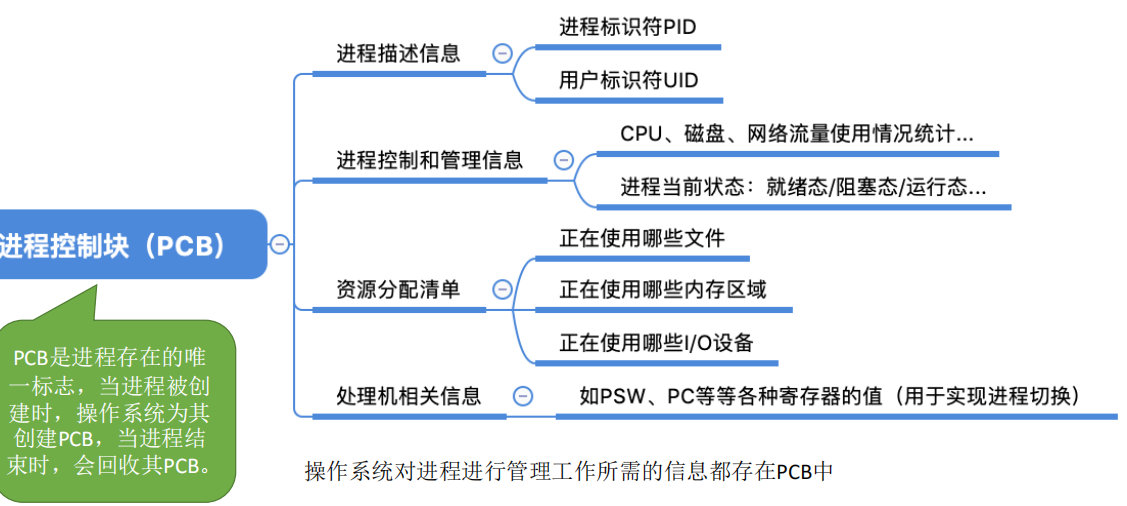 进程标识符PID
进程描述信息
用户标识符UID
CPU、磁盘、网络流量使用情况统计...
进程控制和管理信息
进程当前状态：就绪态/阻塞态/运行态...
进程控制块（PCB）
正在使用哪些文件
资源分配清单
正在使用哪些内存区域
正在使用哪些I/O设备
处理机相关信息
如PSW、PC等等各种寄存器的值（用于实现进程切换）
PCB是进程存在的唯
一标志，当进程被创
建时，操作系统为其
创建PCB，当进程结
束时，会回收其PCB。
操作系统对进程进行管理工作所需的信息都存在PCB中